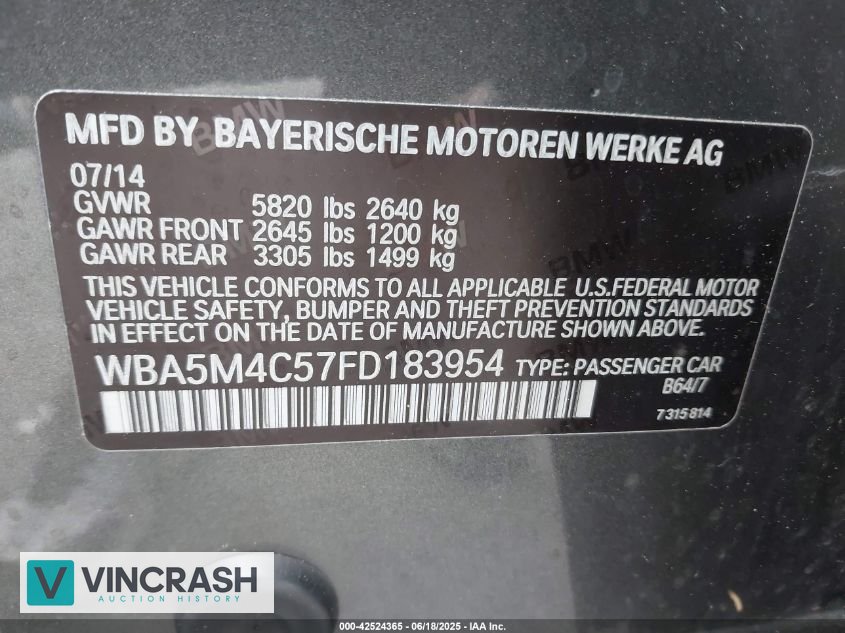 MFD BY BAYERISCHE MOTOREN WERKE AG
07/14
GVWR 5820 lbs 2640 kg
GAWR FRONT 2645 lbs 1200 kg
GAWR REAR 3305 lbs 1499 kg
THIS VEHICLE CONFORMS TO ALL APPLICABLE U.S.FEDERAL MOTOR
VEHICLE SAFETY, BUMPER AND THEFT PREVENTION STANDARDS
IN EFFECT ON THE DATE OF MANUFACTURE SHOWN ABOVE.
WBA5M4C57FD183954 TYPE: PASSENGER CAR
B64/7
7315814
V VINCRASH
AUCTION HISTORY
000-42524365 - 06/18/2025 - IAA Inc.